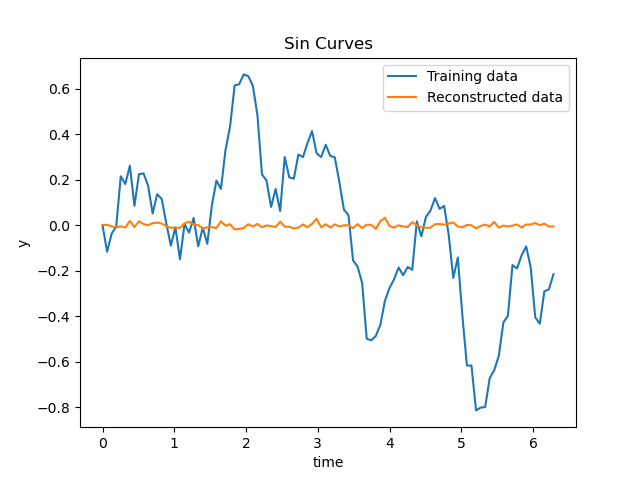 Sin Curves
Training data
Reconstructed data
0.6
0.4
0.2
0.0
−0.2
−0.4
−0.6
−0.8
y
0 1 2 3 4 5 6
time